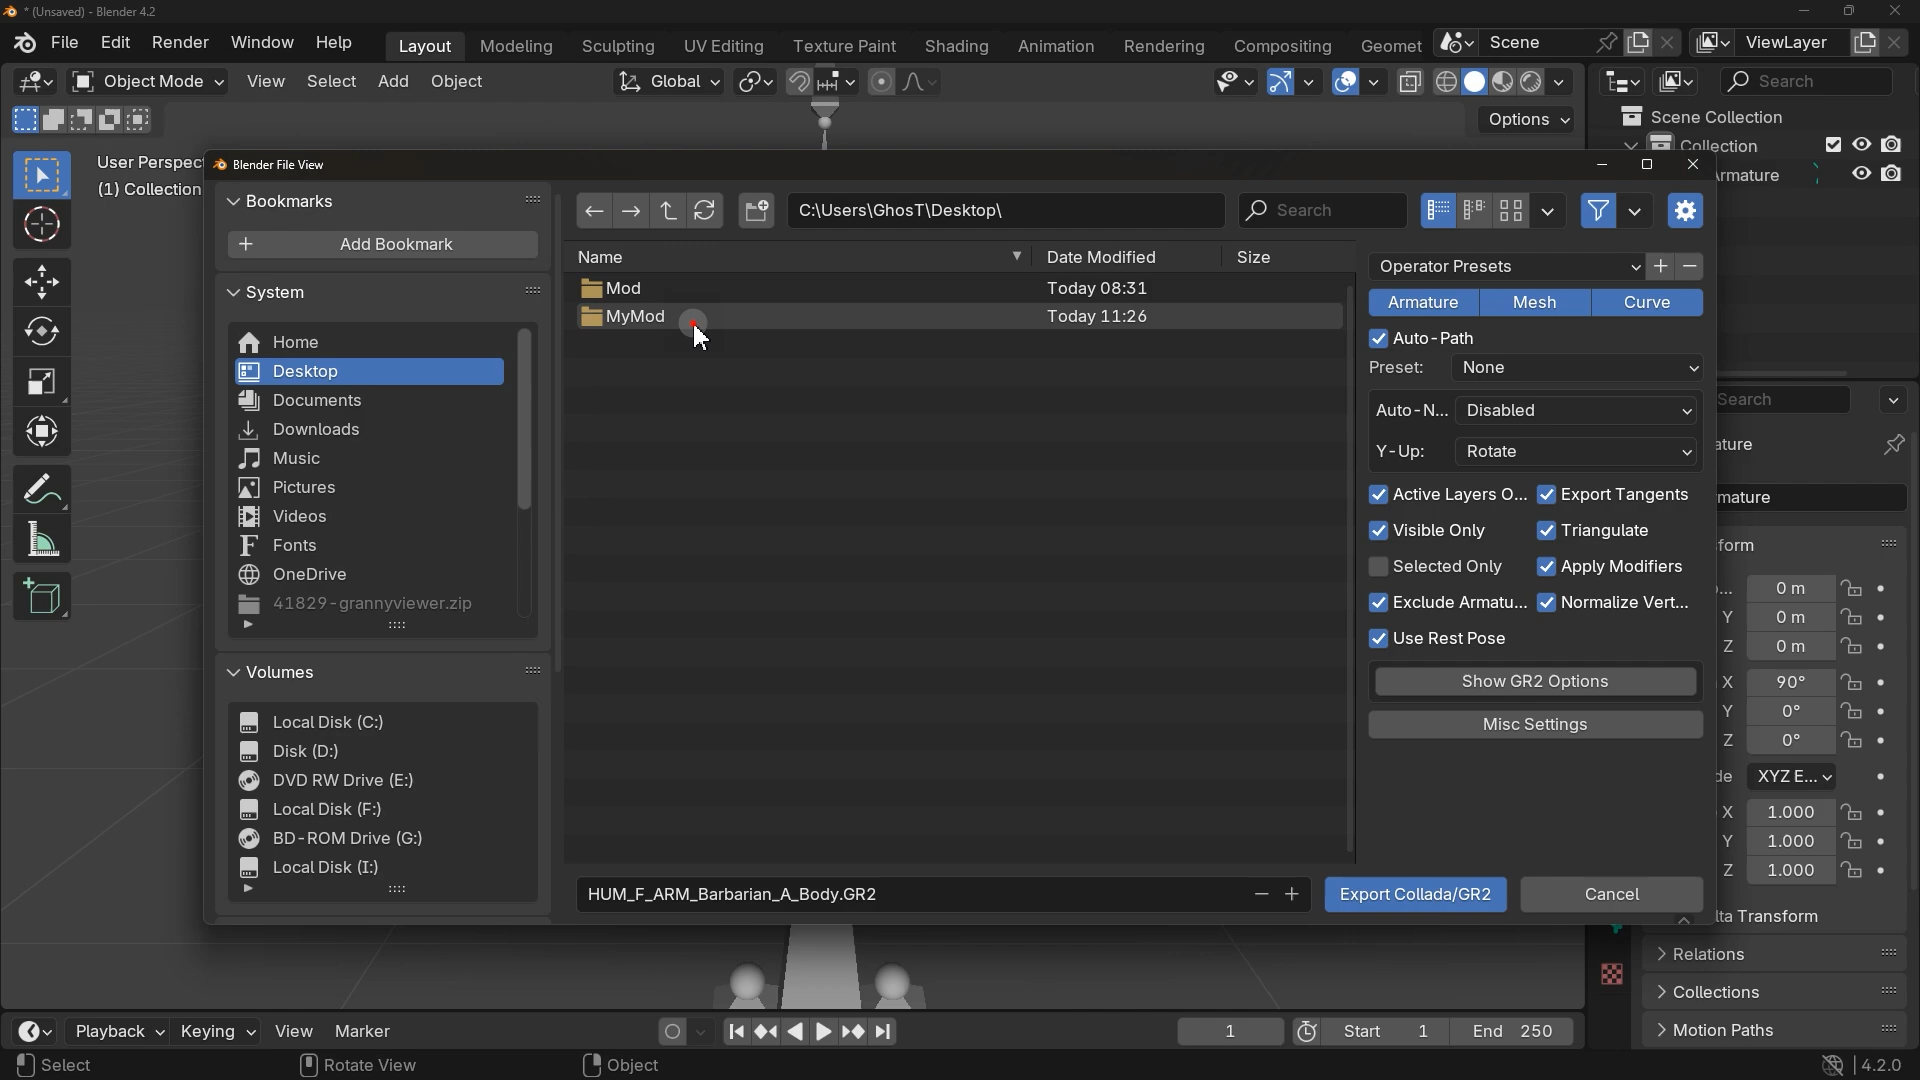 * (Unsaved) - Blender 4.2
File Edit Render Window Help Layout Modeling Sculpting UV Editing Texture Paint Shading Animation Rendering Compositing Geomet Scene ViewLayer
Object Mode View Select Add Object Global Search
Options
Scene Collection
Collection
User Perspec
(1) Collection
rmature
Blender File View
Bookmarks
Add Bookmark
C:\Users\GhosT\Desktop\
Search
Name Date Modified Size
Mod Today 08:31
MyMod Today 11:26
System
Home
Desktop
Documents
Downloads
Music
Pictures
Videos
Fonts
OneDrive
41829-grannyviewer.zip
Volumes
Local Disk (C:)
Disk (D:)
DVD RW Drive (E:)
Local Disk (F:)
BD-ROM Drive (G:)
Local Disk (I:)
Operator Presets
Armature Mesh Curve
Auto-Path
Preset: None
Auto-N... Disabled
Y-Up: Rotate
Active Layers O... Export Tangents
Visible Only Triangulate
Selected Only Apply Modifiers
Exclude Armatu... Normalize Vert...
Use Rest Pose
Show GR2 Options
Misc Settings
HUM_F_ARM_Barbarian_A_Body.GR2
Export Collada/GR2 Cancel
Search
ature
mature
form
... 0 m
Y 0 m
Z 0 m
X 90°
Y 0°
Z 0°
de XYZ E...
X 1.000
Y 1.000
Z 1.000
lta Transform
Relations
Collections
Motion Paths
Playback Keying View Marker 1 Start 1 End 250
Select Rotate View Object 4.2.0